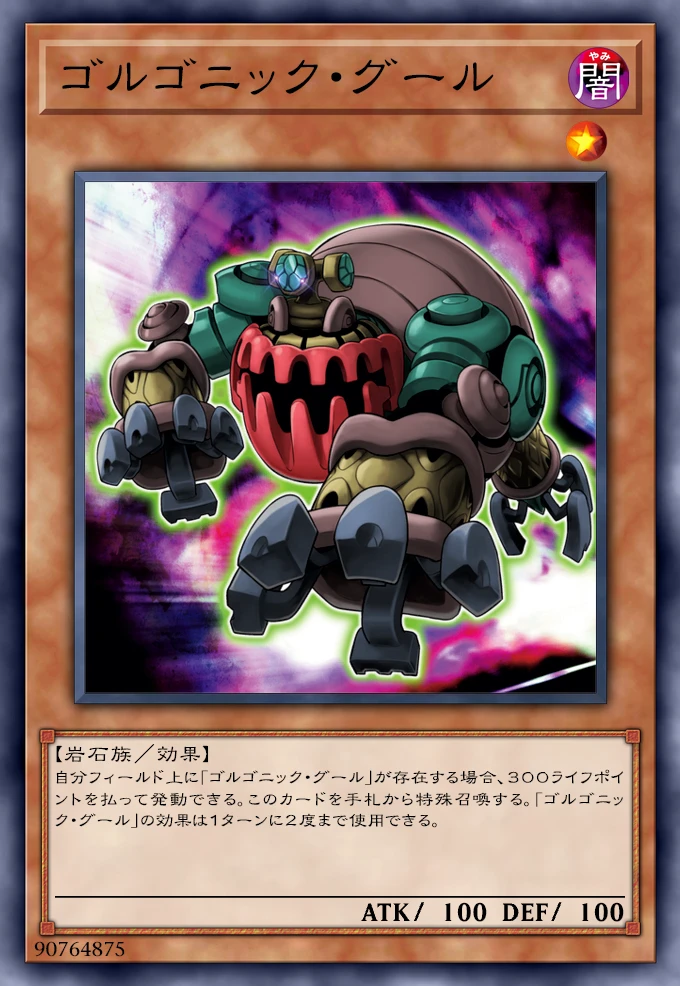 ゴルゴニック・グール
やみ
闇
【岩石族／効果】
自分フィールド上に「ゴルゴニック・グール」が存在する場合、３００ライフポイ
ントを払って発動できる。このカードを手札から特殊召喚する。「ゴルゴニッ
ク・グール」の効果は１ターンに２度まで使用できる。
ATK/ 100 DEF/ 100
90764875